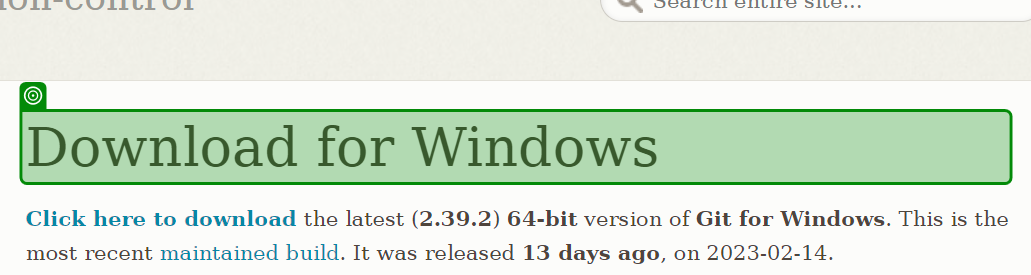 ion-control
Search entire site...
Download for Windows
Click here to download the latest (2.39.2) 64-bit version of Git for Windows. This is the
most recent maintained build. It was released 13 days ago, on 2023-02-14.